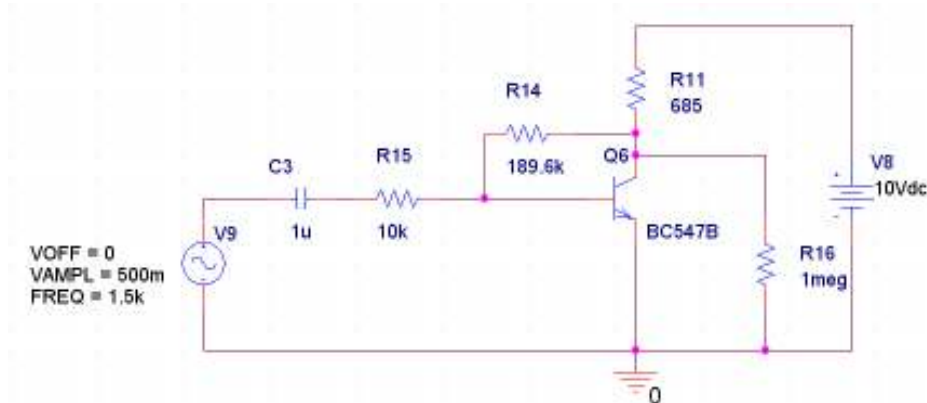 R11
685
R14
189.6k
Q6
BC547B
C3
1u
R15
10k
V9
VOFF = 0
VAMPL = 500m
FREQ = 1.5k
V8
+
10Vdc
-
R16
1meg
0